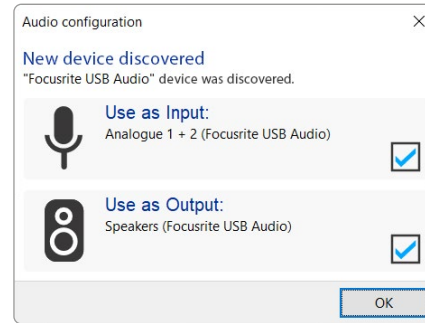 Audio configuration
New device discovered
"Focusrite USB Audio" device was discovered.
Use as Input:
Analogue 1 + 2 (Focusrite USB Audio)
Use as Output:
Speakers (Focusrite USB Audio)
OK